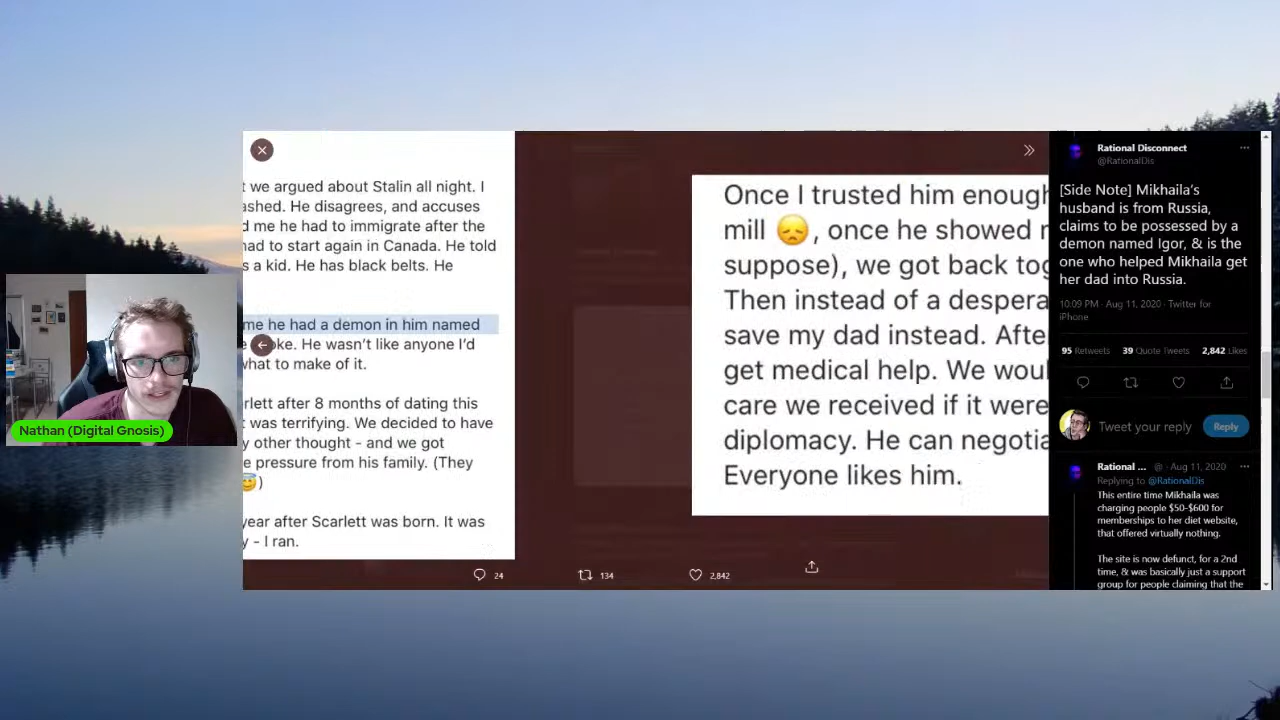 t we argued about Stalin all night. I
ashed. He disagrees, and accuses
d me he had to immigrate after the
had to start again in Canada. He told
s a kid. He has black belts. He
me he had a demon in him named
e oke. He wasn't like anyone I'd
what to make of it.
rlett after 8 months of dating this
t was terrifying. We decided to have
y other thought - and we got
e pressure from his family. (They
😇)
year after Scarlett was born. It was
y - I ran.
Once I trusted him enough
mill 😞, once he showed r
suppose), we got back tog
Then instead of a despera
save my dad instead. Afte
get medical help. We woul
care we received if it were
diplomacy. He can negotia
Everyone likes him.
24
134
2,842
Rational Disconnect
@RationalDis
[Side Note] Mikhaila's
husband is from Russia,
claims to be possessed by a
demon named Igor, & is the
one who helped Mikhaila get
her dad into Russia.
10:09 PM · Aug 11, 2020 · Twitter for
iPhone
95 Retweets 39 Quote Tweets 2,842 Likes
Tweet your reply
Reply
Rational ... @ · Aug 11, 2020
Replying to @RationalDis
This entire time Mikhaila was
charging people $50-$600 for
memberships to her diet website,
that offered virtually nothing.
The site is now defunct, for a 2nd
time, & was basically just a support
group for people claiming that the
Nathan (Digital Gnosis)